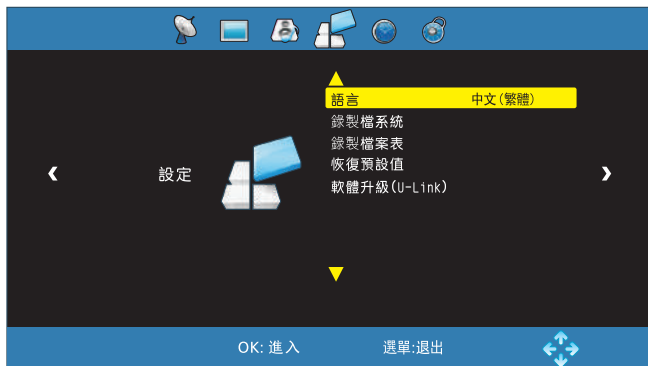 設定
語言 中文(繁體)
錄製檔系統
錄製檔案表
恢復預設值
軟體升級(U-Link)
OK: 進入 選單:退出